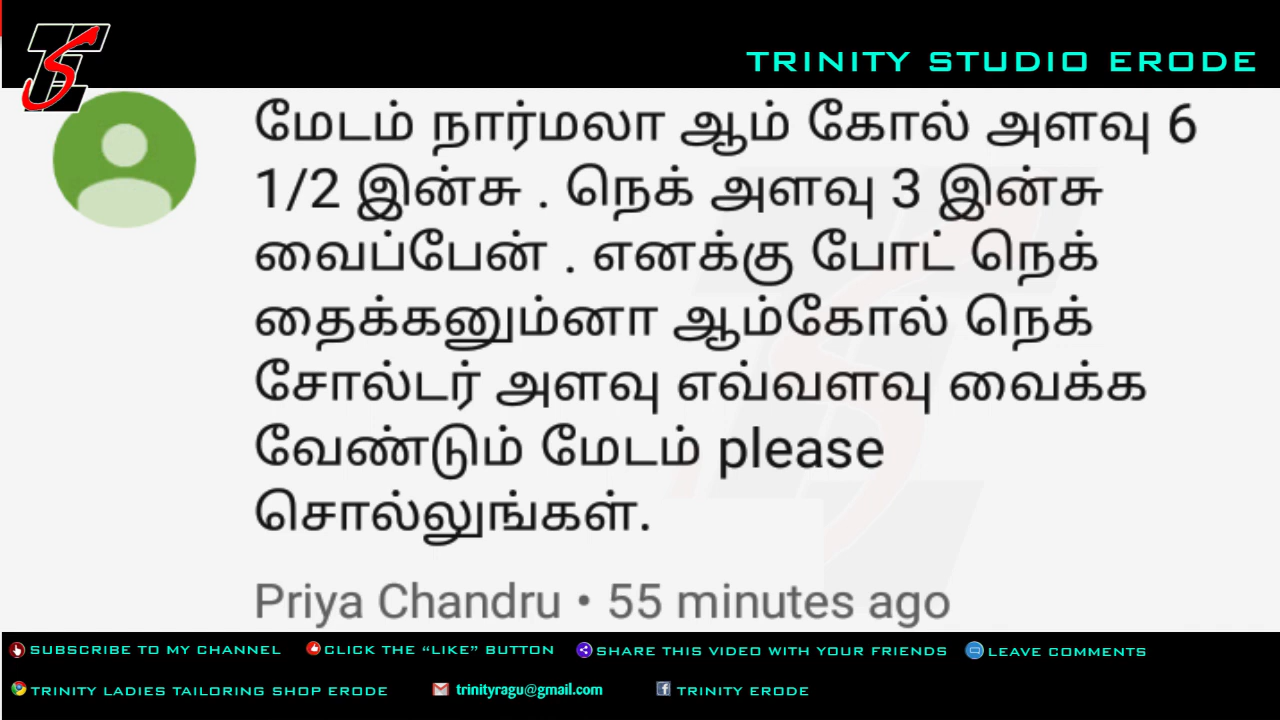 TRINITY STUDIO ERODE
மேடம் நார்மலா ஆம் கோல் அளவு 6
1/2 இன்சு . நெக் அளவு 3 இன்சு
வைப்பேன் . எனக்கு போட் நெக்
தைக்கனும்னா ஆம்கோல் நெக்
சோல்டர் அளவு எவ்வளவு வைக்க
வேண்டும் மேடம் please
சொல்லுங்கள்.
Priya Chandru • 55 minutes ago
SUBSCRIBE TO MY CHANNEL CLICK THE “LIKE” BUTTON SHARE THIS VIDEO WITH YOUR FRIENDS LEAVE COMMENTS
TRINITY LADIES TAILORING SHOP ERODE trinityragu@gmail.com TRINITY ERODE